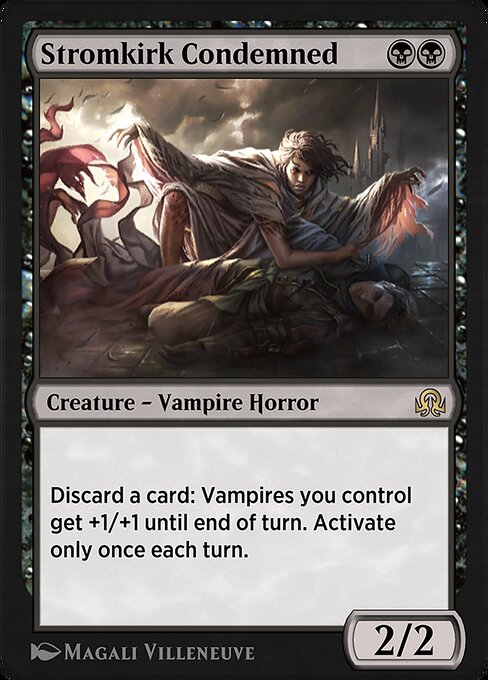 Stromkirk Condemned
Creature – Vampire Horror
Discard a card: Vampires you control
get +1/+1 until end of turn. Activate
only once each turn.
2/2
MAGALI VILLENEUVE